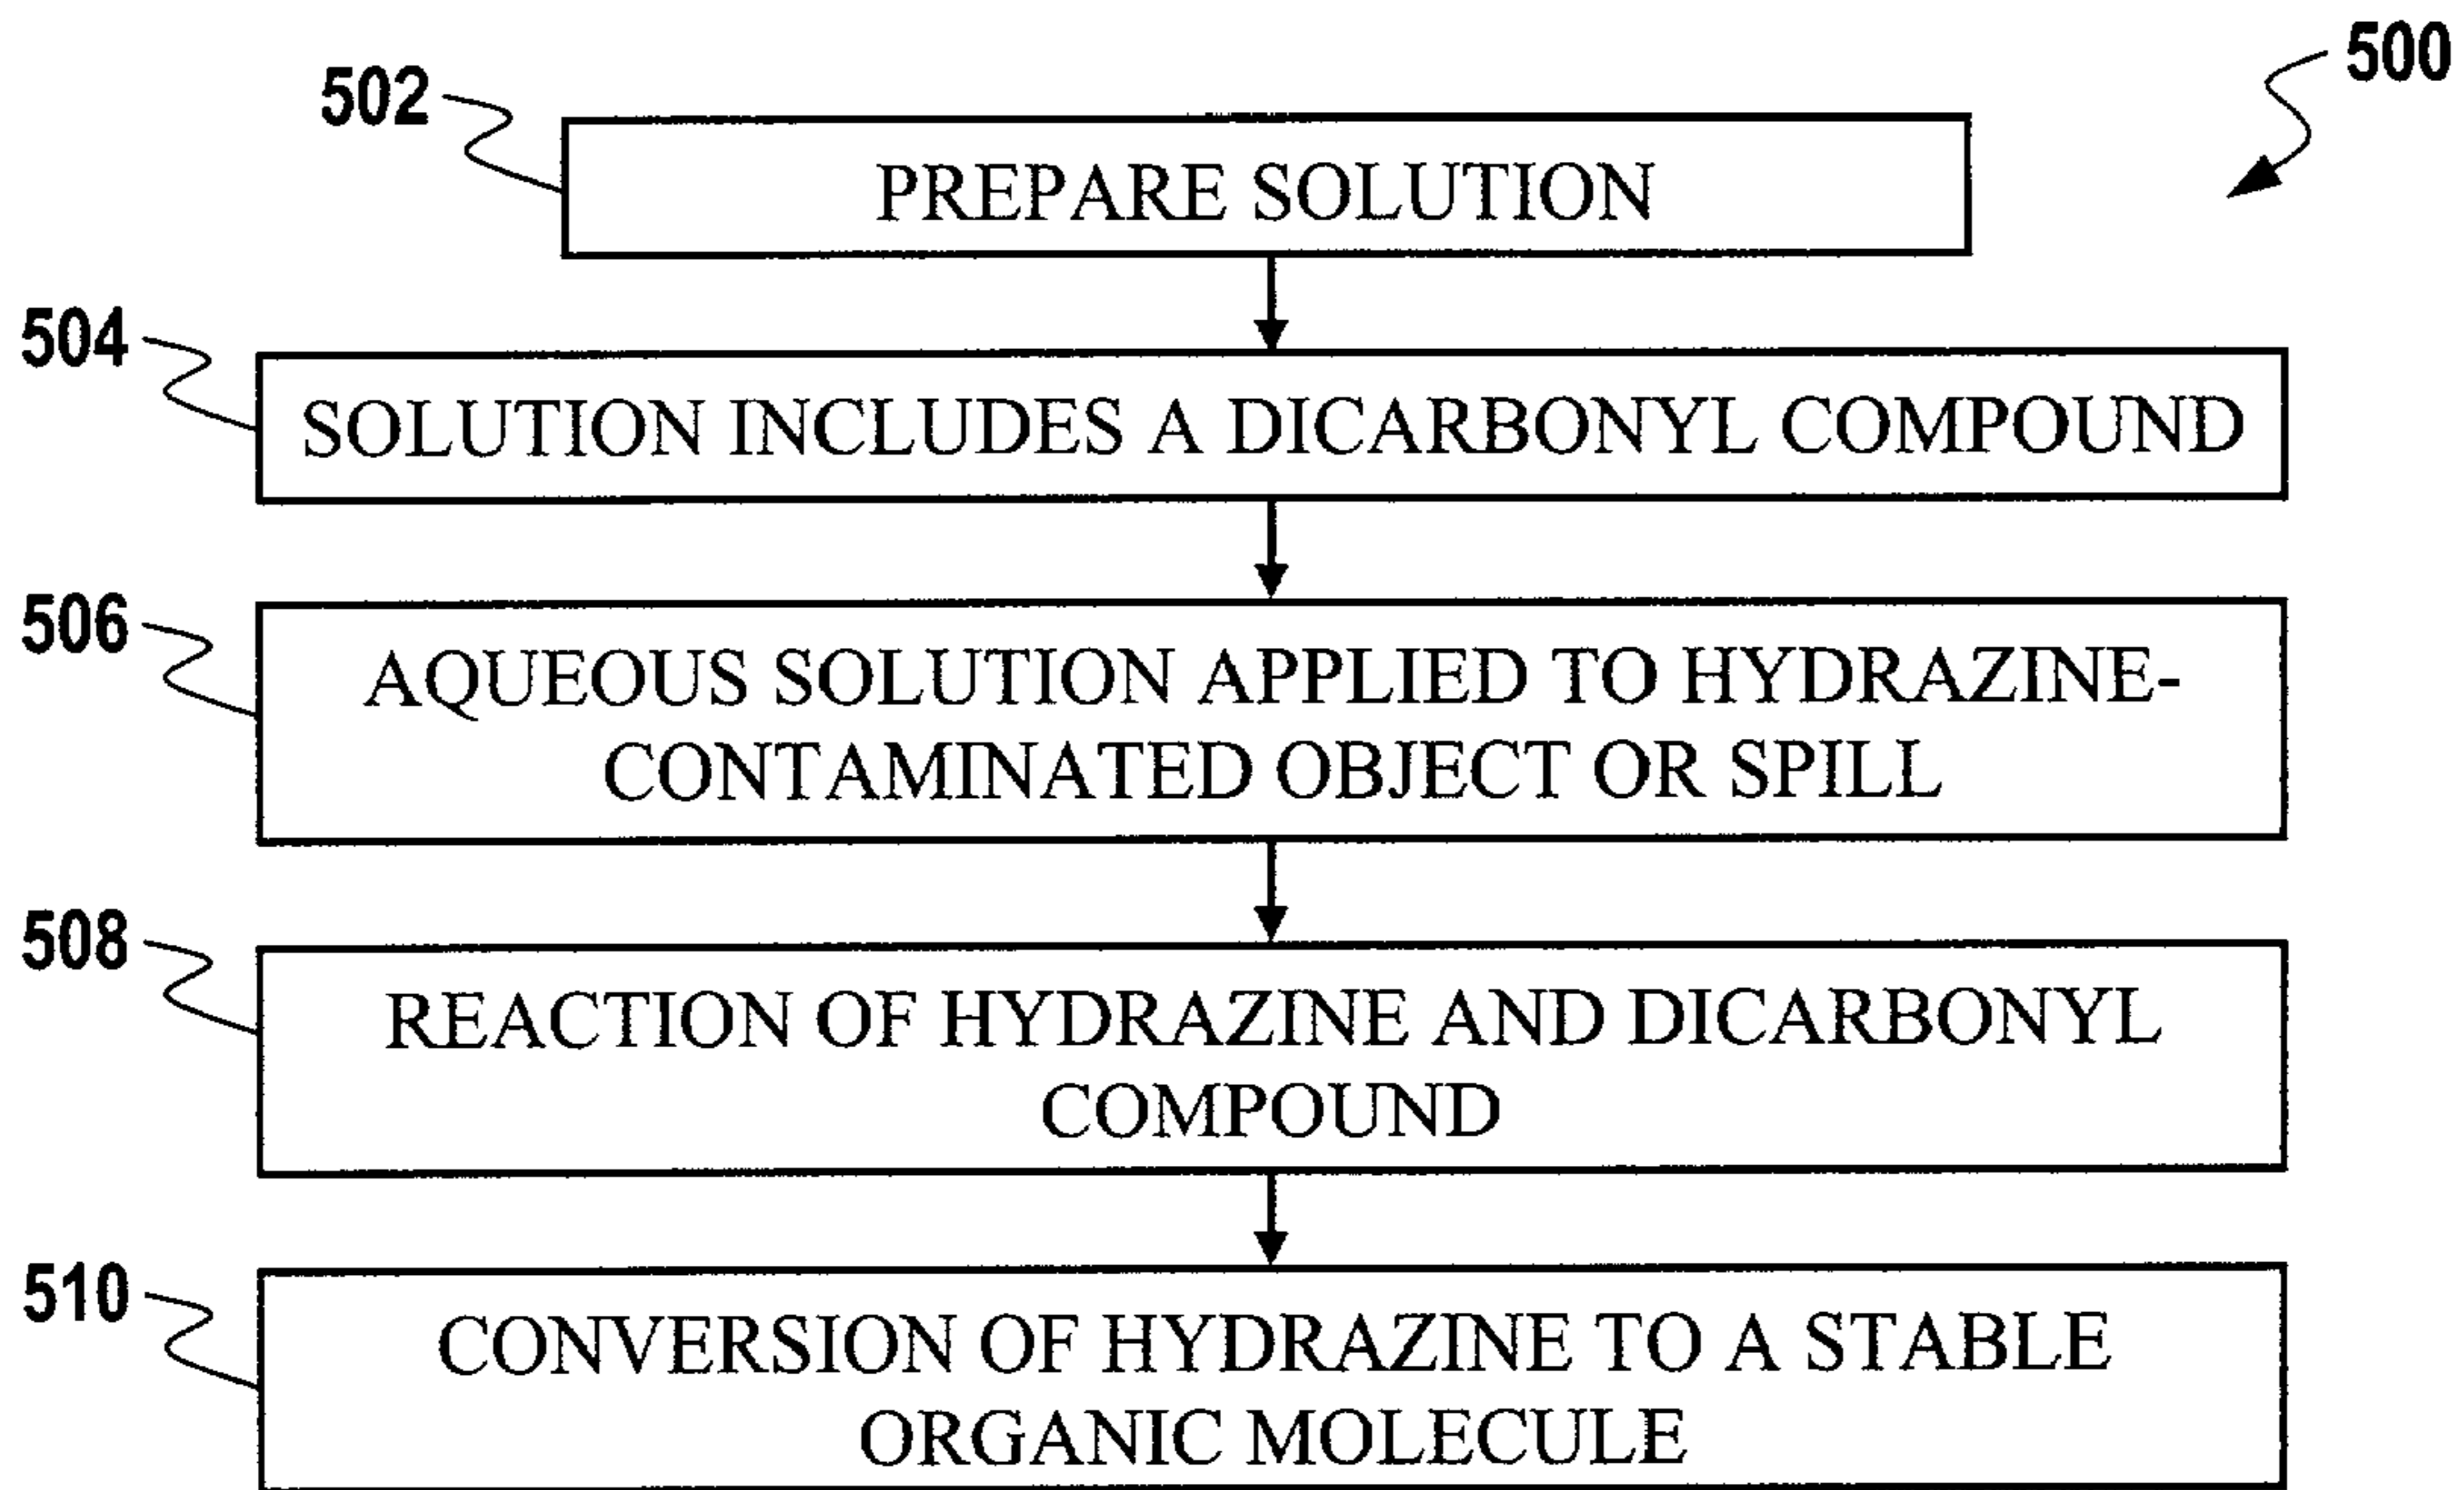 500
502
PREPARE SOLUTION
504
SOLUTION INCLUDES A DICARBONYL COMPOUND
506
AQUEOUS SOLUTION APPLIED TO HYDRAZINE-
CONTAMINATED OBJECT OR SPILL
508
REACTION OF HYDRAZINE AND DICARBONYL
COMPOUND
510
CONVERSION OF HYDRAZINE TO A STABLE
ORGANIC MOLECULE